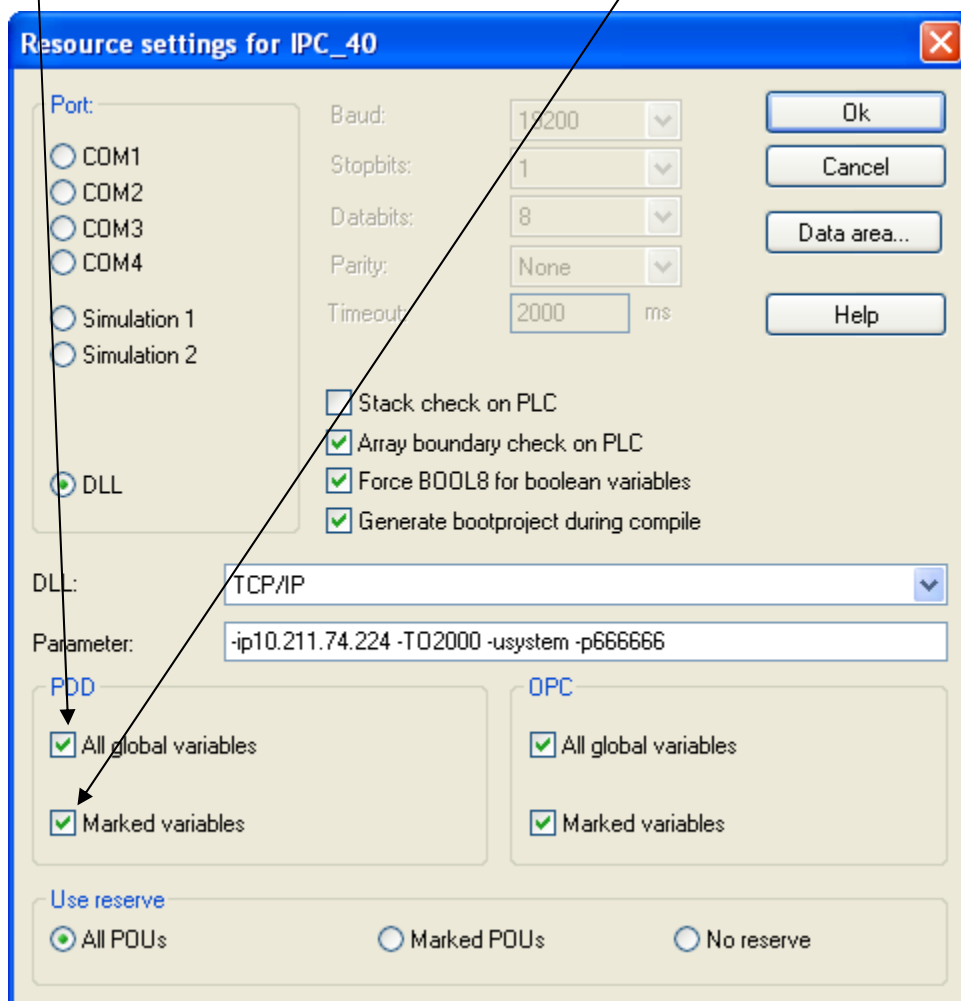 Resource settings for IPC_40
Port:
COM1
COM2
COM3
COM4
Simulation 1
Simulation 2
DLL
Baud: 19200
Stopbits: 1
Databits: 8
Parity: None
Timeout: 2000 ms
Ok
Cancel
Data area...
Help
Stack check on PLC
Array boundary check on PLC
Force BOOL8 for boolean variables
Generate bootproject during compile
DLL: TCP/IP
Parameter: -ip10.211.74.224 -TO2000 -usystem -p666666
PDD
All global variables
Marked variables
OPC
All global variables
Marked variables
Use reserve
All POUs Marked POUs No reserve